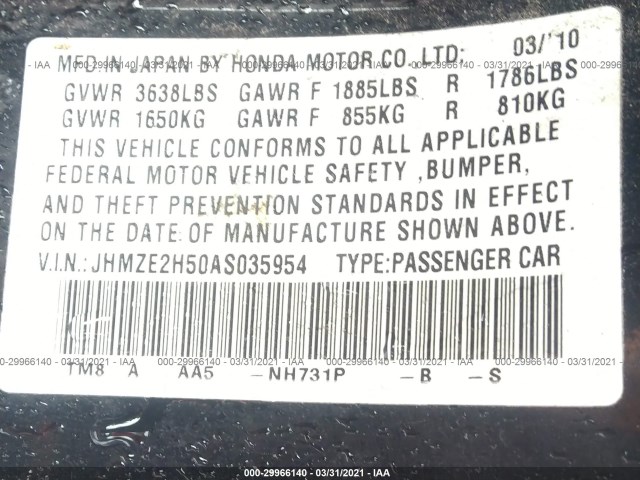 MFD IN JAPAN BY HONDA MOTOR CO., LTD: 03/'10
GVWR 3638LBS GAWR F 1885LBS R 1786LBS
GVWR 1650KG GAWR F 855KG R 810KG
THIS VEHICLE CONFORMS TO ALL APPLICABLE
FEDERAL MOTOR VEHICLE SAFETY ,BUMPER,
AND THEFT PREVENTION STANDARDS IN EFFECT
ON THE DATE OF MANUFACTURE SHOWN ABOVE.
V.I.N.: JHMZE2H50AS035954 TYPE:PASSENGER CAR
TM8 A AA5 -NH731P -B -S
000-29966140 - 03/31/2021 - IAA